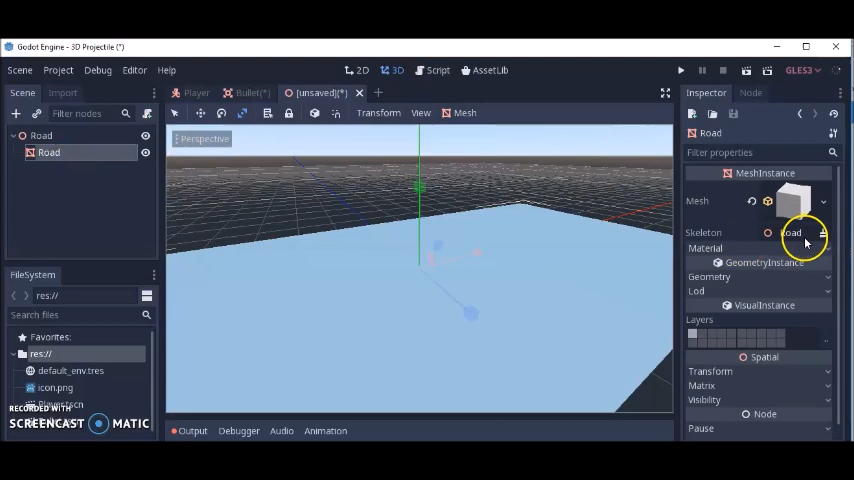 Godot Engine - 3D Projectile (*)
Scene Project Debug Editor Help 2D 3D Script AssetLib GLES3
Scene Import Player Bullet(*) [unsaved](*) Inspector Node
Filter nodes Transform View Mesh
Road
Road
Perspective
Road
Filter properties
MeshInstance
Mesh
Skeleton Road
Material
GeometryInstance
Geometry
Lod
VisualInstance
Layers
Spatial
Transform
Matrix
Visibility
Node
Pause
FileSystem
res://
Search files
Favorites:
res://
default_env.tres
icon.png
RECORDED WITH
SCREENCAST MATIC
Output Debugger Audio Animation